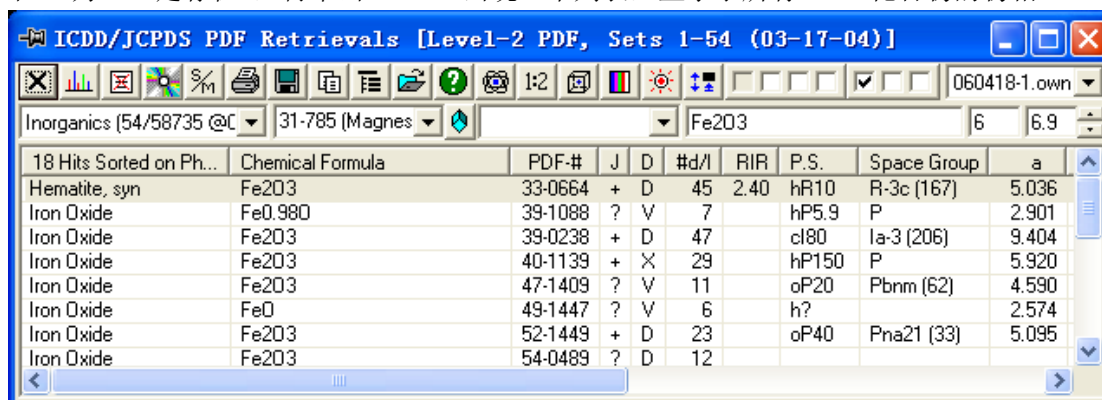 ICDD/JCPDS PDF Retrievals [Level-2 PDF, Sets 1-54 (03-17-04)]
S/M 1:2 060418-1.own
Inorganics (54/58735 @C 31-785 (Magnes Fe2O3 6 6.9
18 Hits Sorted on Ph... Chemical Formula PDF-# J D #d/I RIR P.S. Space Group a
Hematite, syn Fe2O3 33-0664 + D 45 2.40 hR10 R-3c (167) 5.036
Iron Oxide Fe0.98O 39-1088 ? V 7 hP5.9 P 2.901
Iron Oxide Fe2O3 39-0238 + D 47 cI80 Ia-3 (206) 9.404
Iron Oxide Fe2O3 40-1139 + X 29 hP150 P 5.920
Iron Oxide Fe2O3 47-1409 ? V 11 oP20 Pbnm (62) 4.590
Iron Oxide FeO 49-1447 ? V 6 h? 2.574
Iron Oxide Fe2O3 52-1449 + D 23 oP40 Pna21 (33) 5.095
Iron Oxide Fe2O3 54-0489 ? D 12